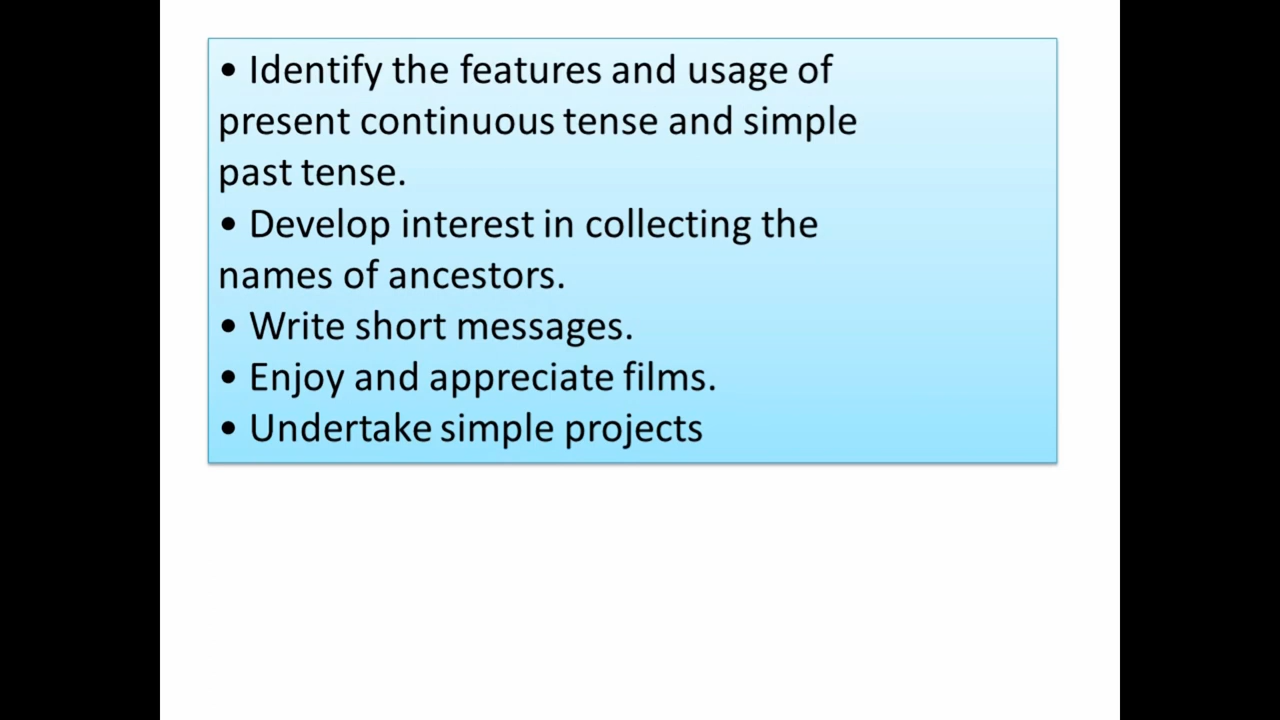 • Identify the features and usage of
present continuous tense and simple
past tense.
• Develop interest in collecting the
names of ancestors.
• Write short messages.
• Enjoy and appreciate films.
• Undertake simple projects